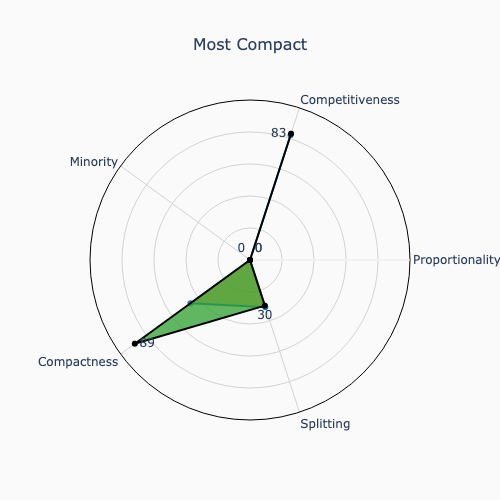 Most Compact
Competitiveness
83
Minority
0
0
Proportionality
30
89
Compactness
Splitting